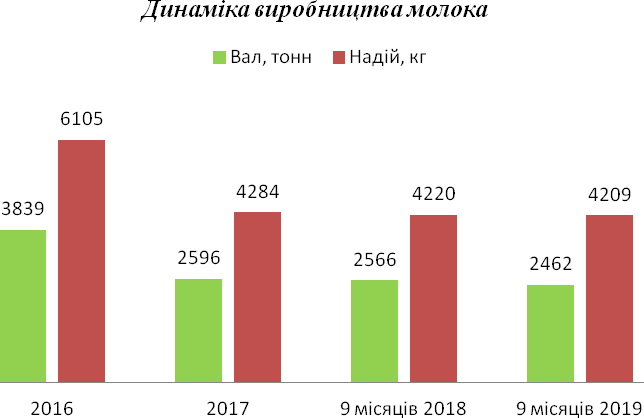 Динаміка виробництва молока
Вал, тонн Надій, кг
6105
3839
4284
4220
4209
2596
2566
2462
2016 2017 9 місяців 2018 9 місяців 2019